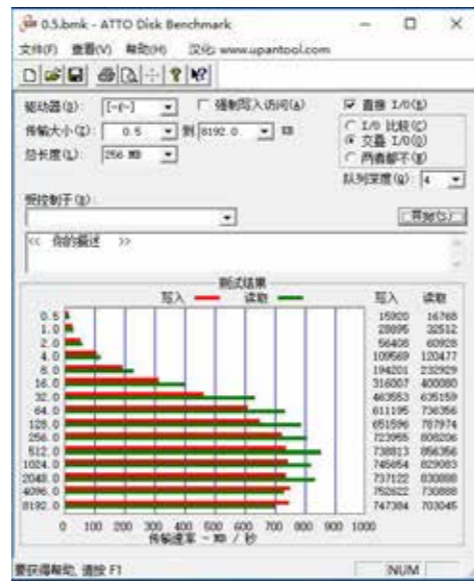 0.5.bmk - ATTO Disk Benchmark
文件(F) 查看(V) 帮助(H) 汉化: www.upantool.com
驱动器(D): [-f-] 强制写入访问(A) 直接 I/O(R)
传输大小(Z): 0.5 到 8192.0 KB I/O 比较(C)
总长度(L): 256 MB 交叠 I/O(O)
两者都不(N)
队列深度(Q): 4
受控制于(B):
开始(S)
<< 你的描述 >>
测试结果
写入 读取 写入 读取
0.5 15920 16768
1.0 28895 32512
2.0 56408 60928
4.0 109569 120477
8.0 194201 232929
16.0 316007 400080
32.0 463553 635159
64.0 611195 736356
128.0 651596 787974
256.0 723955 808206
512.0 738813 856356
1024.0 745654 829083
2048.0 737122 830888
4096.0 752622 730888
8192.0 747384 703045
0 100 200 300 400 500 600 700 800 900 1000
传输速率 - MB / 秒
要获得帮助, 请按 F1 NUM